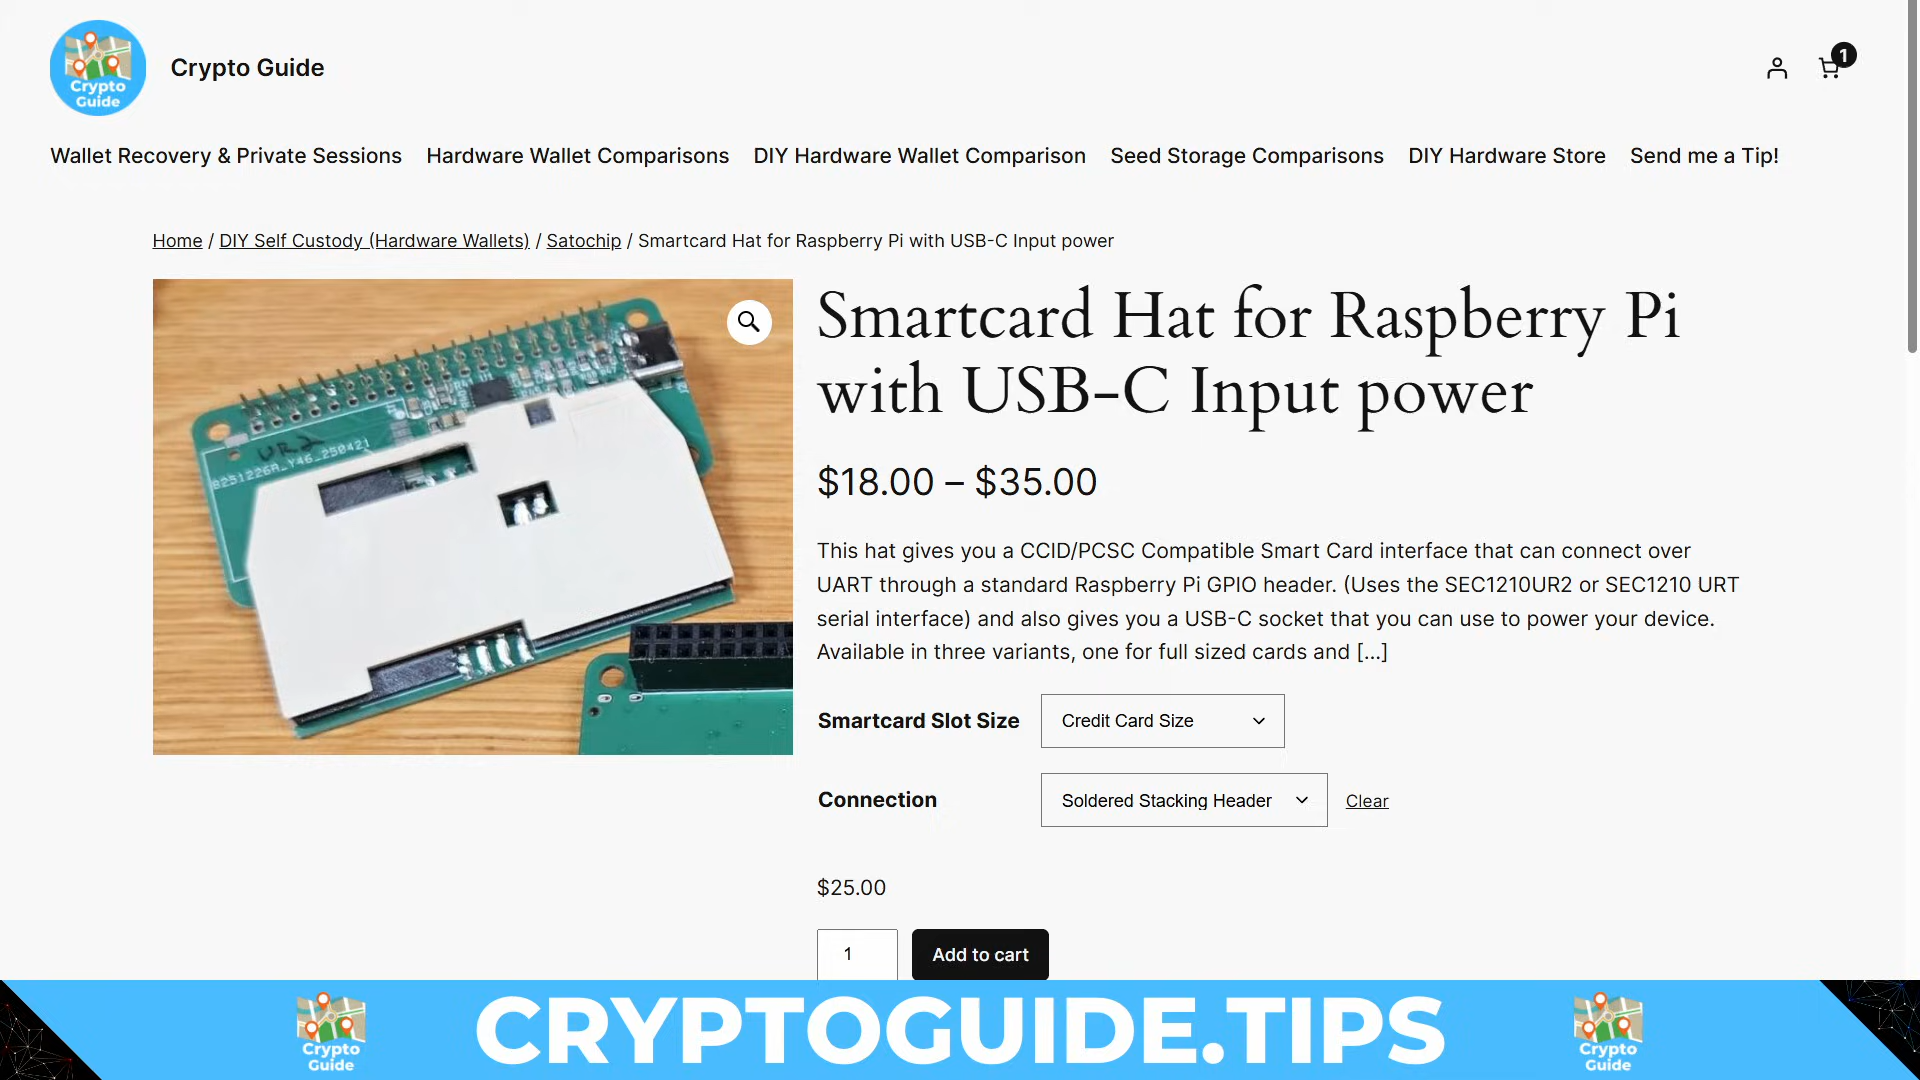 Crypto
Guide
Crypto Guide
1
Wallet Recovery & Private Sessions
Hardware Wallet Comparisons
DIY Hardware Wallet Comparison
Seed Storage Comparisons
DIY Hardware Store
Send me a Tip!
Home / DIY Self Custody (Hardware Wallets) / Satochip / Smartcard Hat for Raspberry Pi with USB-C Input power
UR2
8251226A_Y46_250421
Smartcard Hat for Raspberry Pi
with USB-C Input power
$18.00 – $35.00
This hat gives you a CCID/PCSC Compatible Smart Card interface that can connect over
UART through a standard Raspberry Pi GPIO header. (Uses the SEC1210UR2 or SEC1210 URT
serial interface) and also gives you a USB-C socket that you can use to power your device.
Available in three variants, one for full sized cards and [...]
Smartcard Slot Size
Credit Card Size
Connection
Soldered Stacking Header
Clear
$25.00
1
Add to cart
Crypto
Guide
CRYPTOGUIDE.TIPS
Crypto
Guide